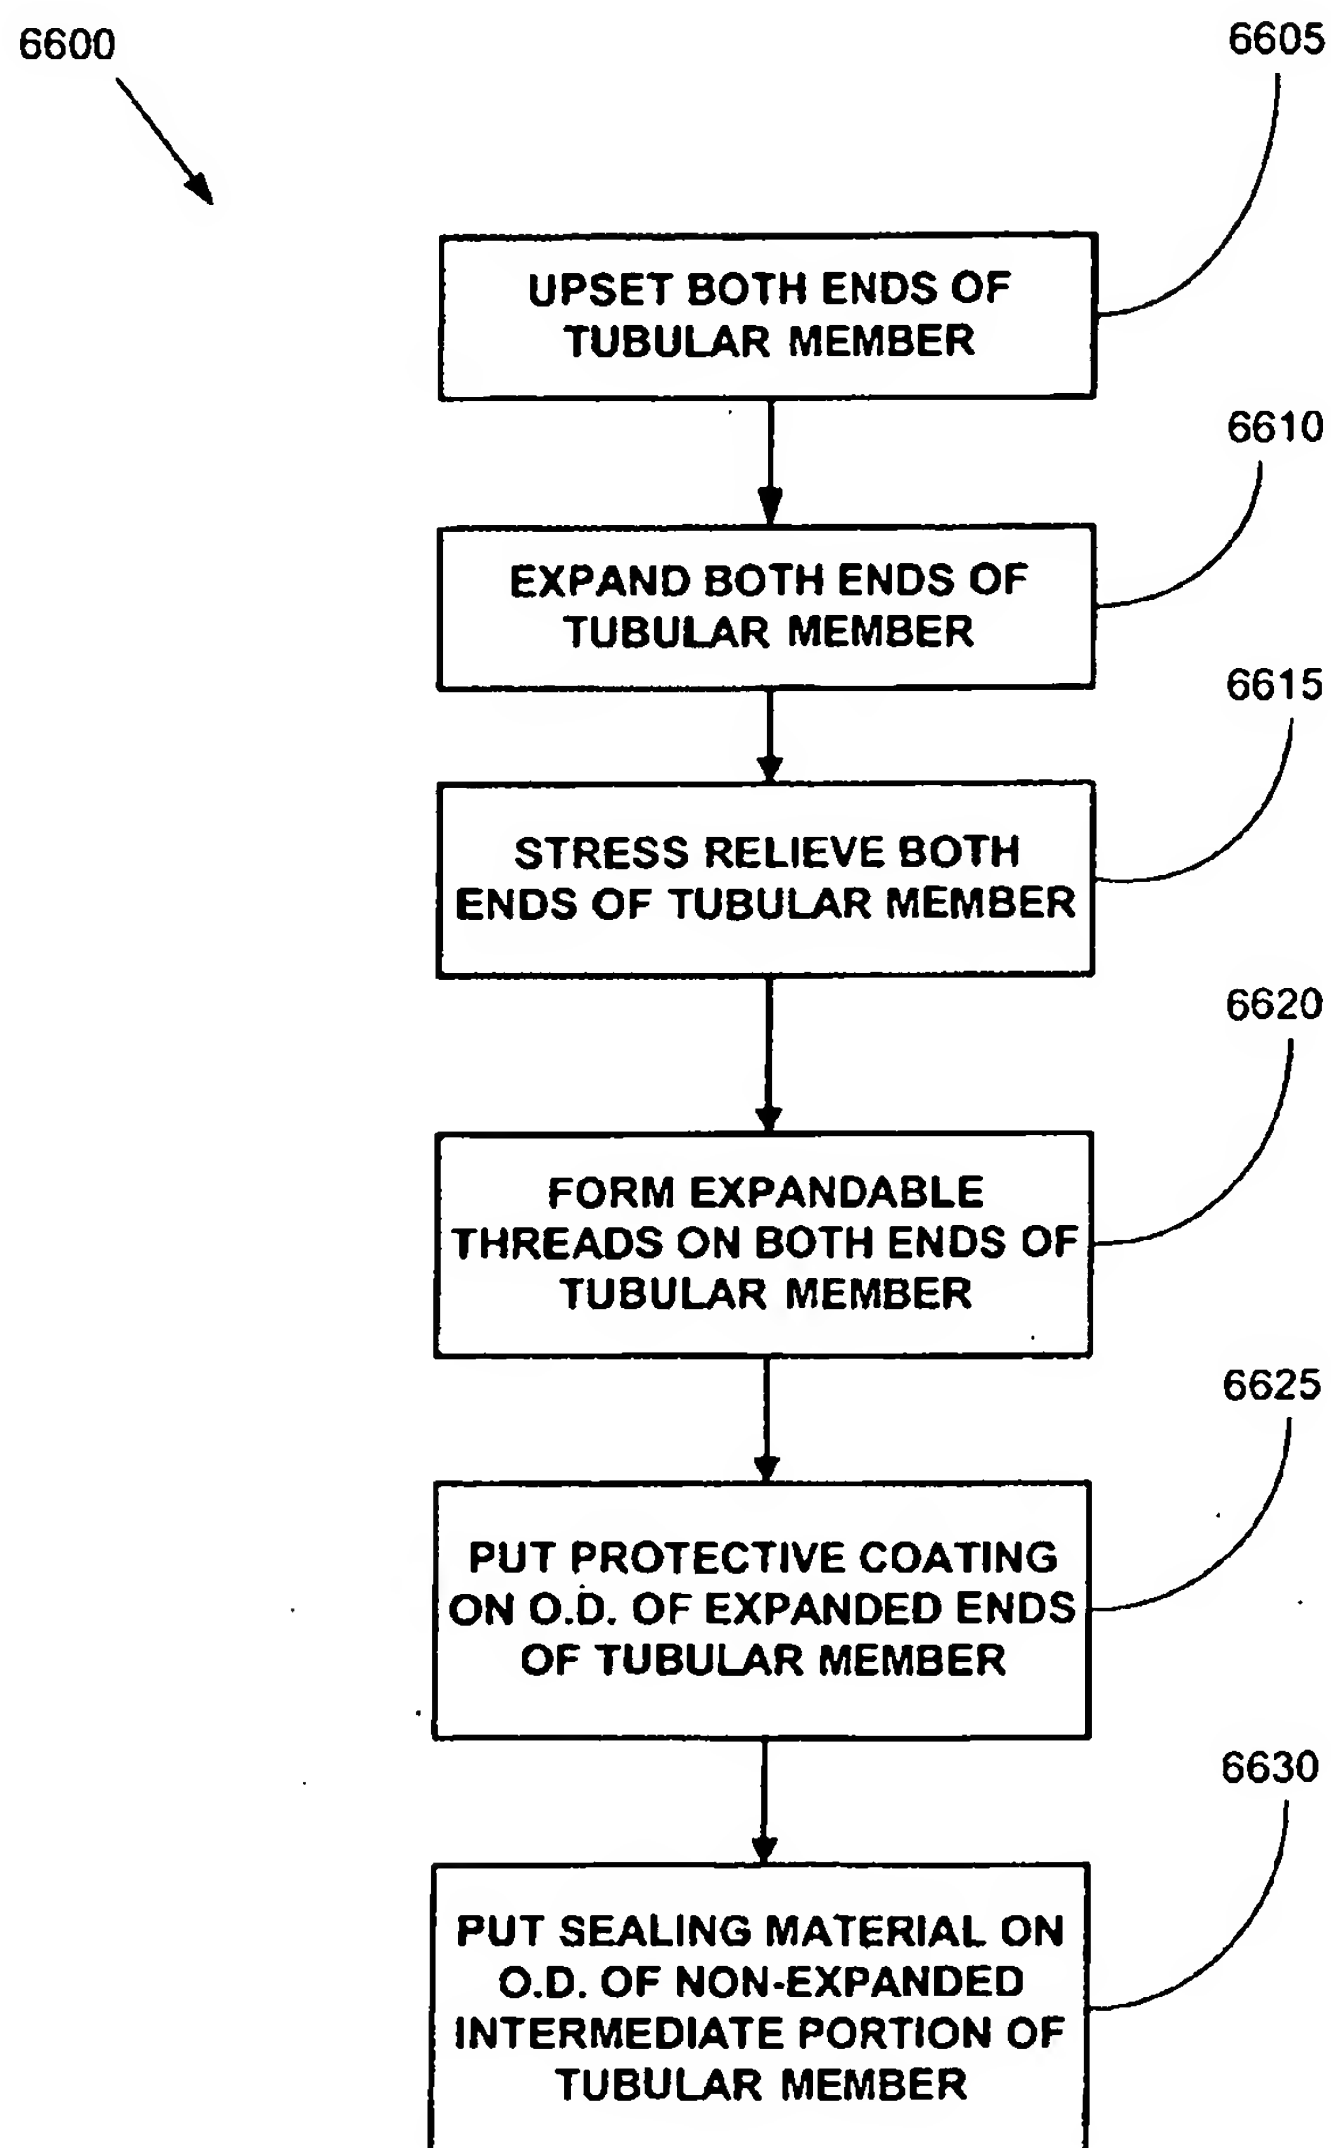 6600
6605
UPSET BOTH ENDS OF
TUBULAR MEMBER
6610
EXPAND BOTH ENDS OF
TUBULAR MEMBER
6615
STRESS RELIEVE BOTH
ENDS OF TUBULAR MEMBER
6620
FORM EXPANDABLE
THREADS ON BOTH ENDS OF
TUBULAR MEMBER
6625
PUT PROTECTIVE COATING
ON O.D. OF EXPANDED ENDS
OF TUBULAR MEMBER
6630
PUT SEALING MATERIAL ON
O.D. OF NON-EXPANDED
INTERMEDIATE PORTION OF
TUBULAR MEMBER